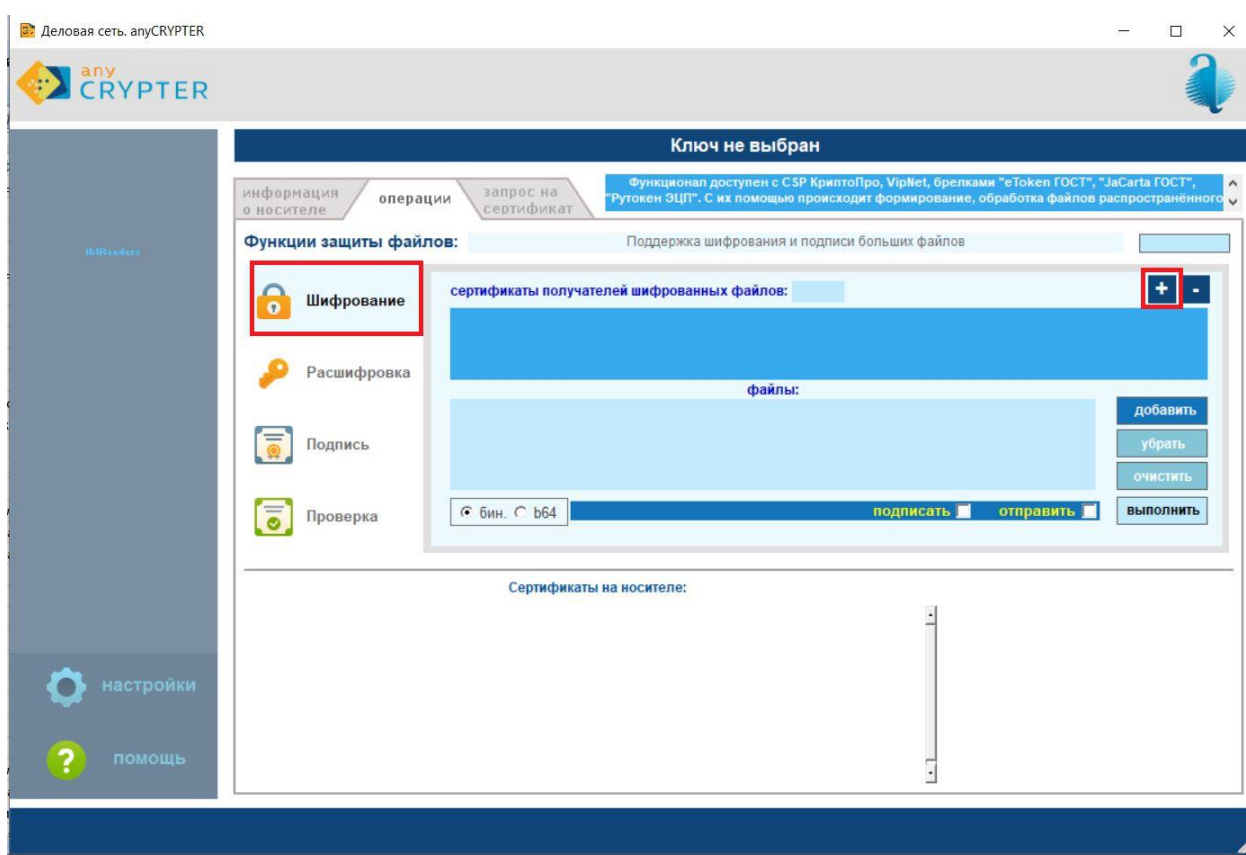 Деловая сеть. anyCRYPTER
any
CRYPTER
Ключ не выбран
информация
о носителе
операции
запрос на
сертификат
Функционал доступен с CSP КриптоПро, VipNet, брелками "eToken ГОСТ", "JaCarta ГОСТ",
"Рутокен ЭЦП". С их помощью происходит формирование, обработка файлов распространённого
Функции защиты файлов:
Поддержка шифрования и подписи больших файлов
lblReaders
Шифрование
сертификаты получателей шифрованных файлов:
+ -
Расшифровка
файлы:
добавить
Подпись
убрать
очистить
Проверка
бин. b64
подписать отправить
выполнить
Сертификаты на носителе:
настройки
? помощь